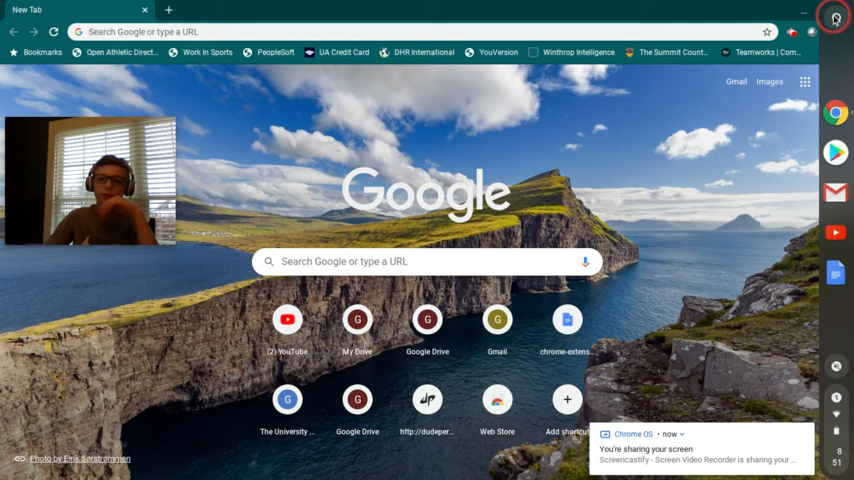 New Tab
Search Google or type a URL
Bookmarks Open Athletic Direct... Work In Sports PeopleSoft UA Credit Card DHR International YouVersion Winthrop Intelligence The Summit Count... Teamworks | Com...
Gmail Images
Google
Search Google or type a URL
(2) YouTube My Drive Google Drive Gmail chrome-extens...
The University ... Google Drive http://dudeper... Web Store Add shortcut
Chrome OS • now
You're sharing your screen
Screencastify - Screen Video Recorder is sharing your ...
Photo by Eirik Sørstrømmen
1
8
51